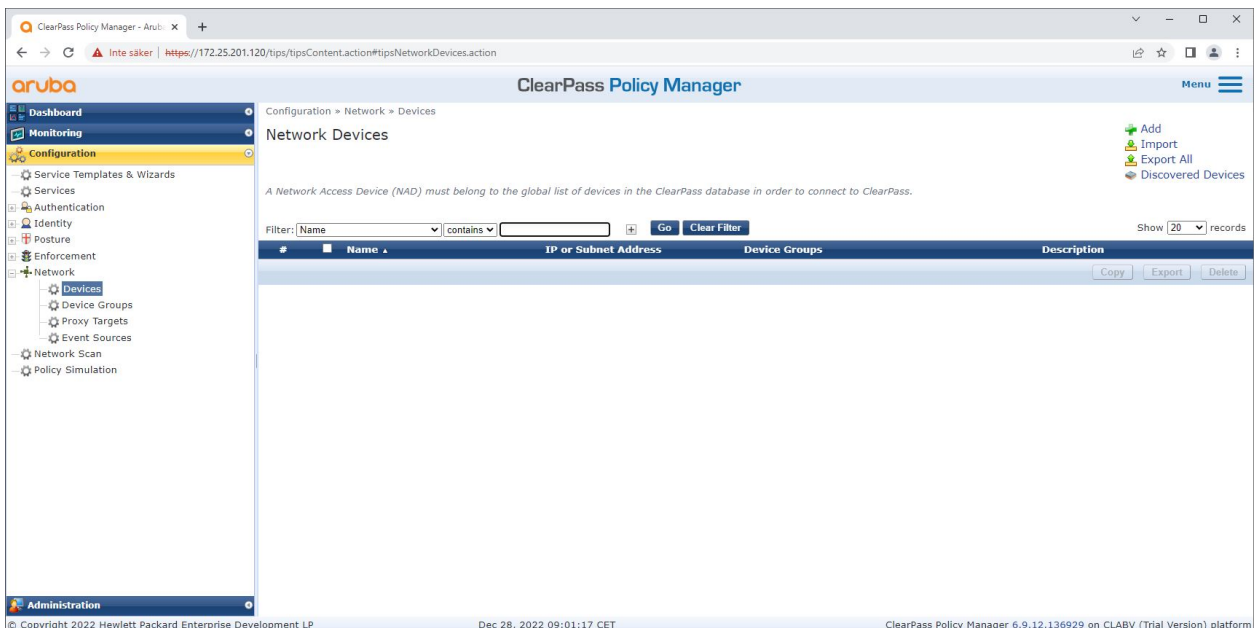 ClearPass Policy Manager - Arub
Inte säker | https://172.25.201.120/tips/tipsContent.action#tipsNetworkDevices.action
aruba
ClearPass Policy Manager
Menu
Dashboard
Monitoring
Configuration
Service Templates & Wizards
Services
Authentication
Identity
Posture
Enforcement
Network
Devices
Device Groups
Proxy Targets
Event Sources
Network Scan
Policy Simulation
Administration
Configuration » Network » Devices
Network Devices
Add
Import
Export All
Discovered Devices
A Network Access Device (NAD) must belong to the global list of devices in the ClearPass database in order to connect to ClearPass.
Filter: Name contains Go Clear Filter Show 20 records
# Name IP or Subnet Address Device Groups Description
Copy Export Delete
© Copyright 2022 Hewlett Packard Enterprise Development LP Dec 28, 2022 09:01:17 CET ClearPass Policy Manager 6.9.12.136929 on CLABV (Trial Version) platform